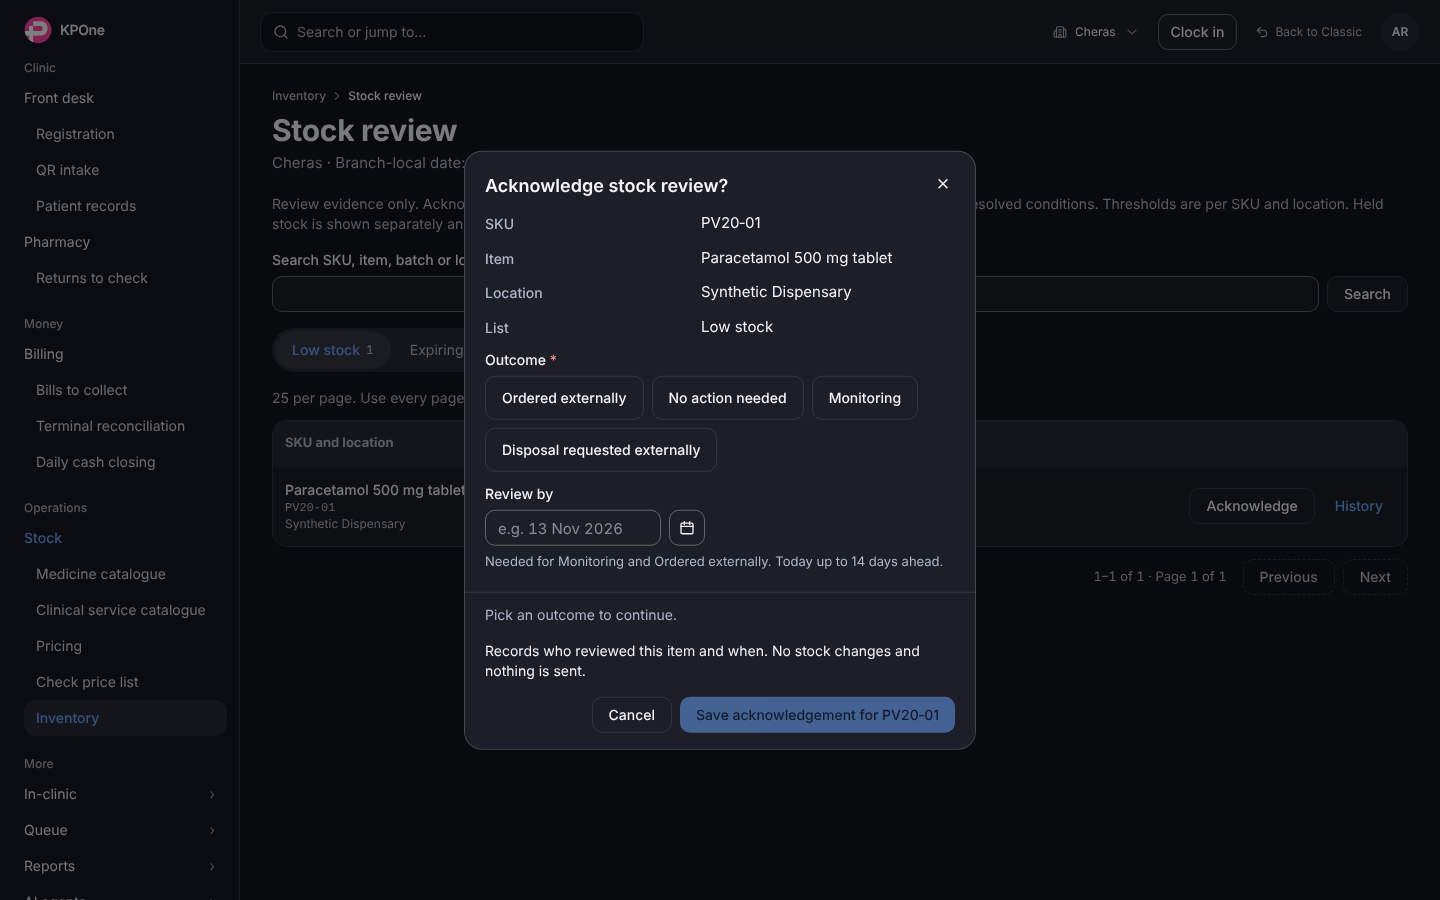 KPOne
Search or jump to...
Cheras
Clock in
Back to Classic
AR
Clinic
Front desk
Registration
QR intake
Patient records
Pharmacy
Returns to check
Money
Billing
Bills to collect
Terminal reconciliation
Daily cash closing
Operations
Stock
Medicine catalogue
Clinical service catalogue
Pricing
Check price list
Inventory
More
In-clinic
Queue
Reports
Inventory > Stock review
Stock review
Cheras · Branch-local date:
Review evidence only.
conditions. Thresholds are per SKU and location. Held
stock is shown separately
Search SKU, item, batch or
Search
Low stock 1
Expiring
25 per page. Use every page
SKU and location
Paracetamol 500 mg tablet
PV20-01
Synthetic Dispensary
Acknowledge
History
1–1 of 1 · Page 1 of 1
Previous
Next
Acknowledge stock review?
SKU PV20-01
Item Paracetamol 500 mg tablet
Location Synthetic Dispensary
List Low stock
Outcome *
Ordered externally
No action needed
Monitoring
Disposal requested externally
Review by
e.g. 13 Nov 2026
Needed for Monitoring and Ordered externally. Today up to 14 days ahead.
Pick an outcome to continue.
Records who reviewed this item and when. No stock changes and
nothing is sent.
Cancel
Save acknowledgement for PV20-01